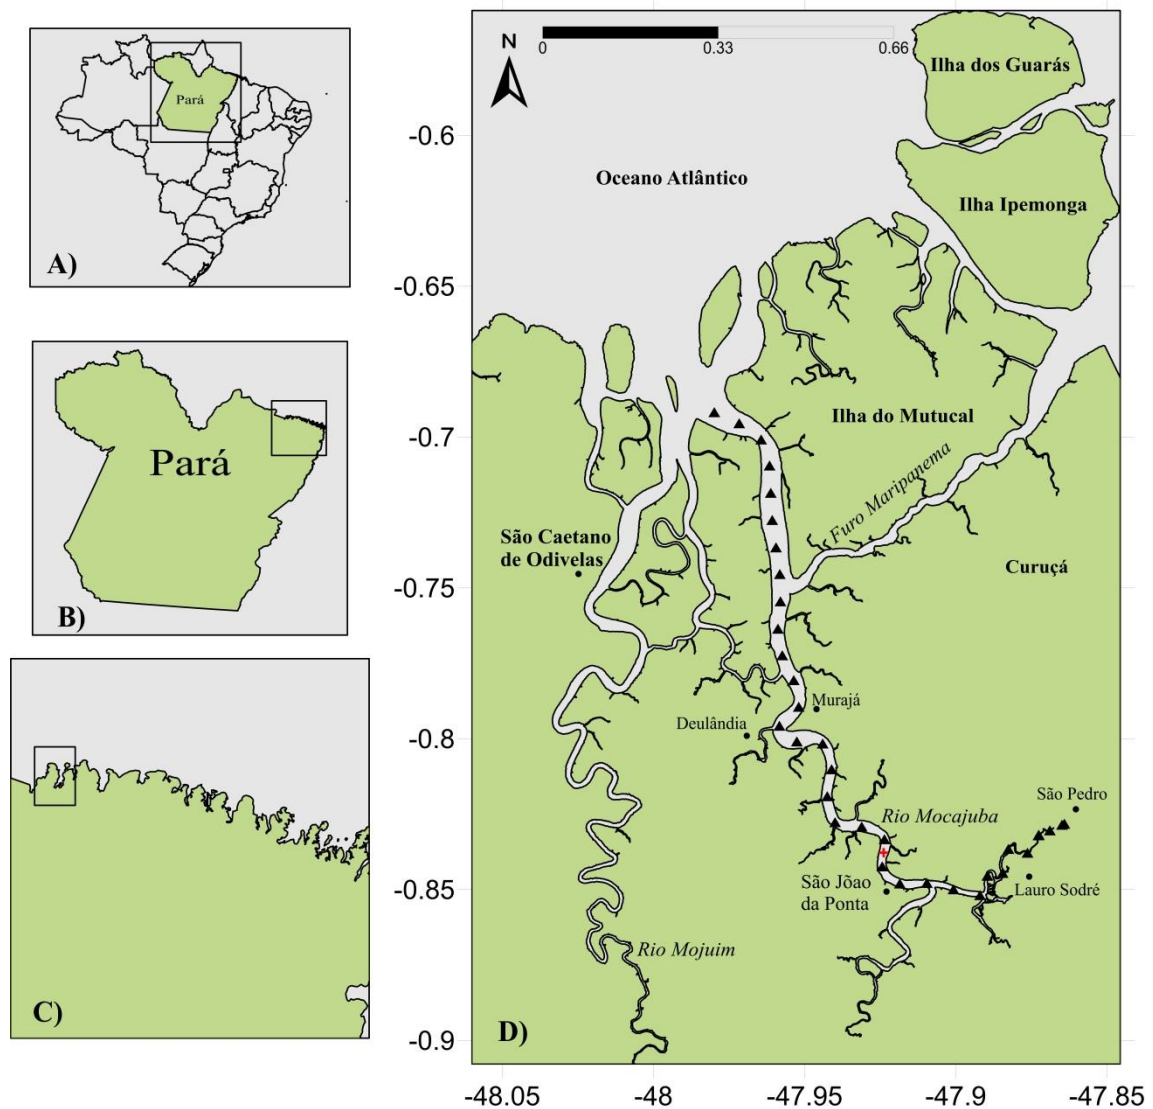 Pará
A)
Pará
B)
C)
N
0
0.33
0.66
Ilha dos Guarás
Oceano Atlântico
Ilha Ipemonga
Ilha do Mutucal
Furo Maripanema
São Caetano
de Odivelas
Curuçá
Murajá
Deulândia
São Pedro
Rio Mocajuba
São Jõao
da Ponta
Lauro Sodré
Rio Mojuim
D)
-0.6
-0.65
-0.7
-0.75
-0.8
-0.85
-0.9
-48.05
-48
-47.95
-47.9
-47.85